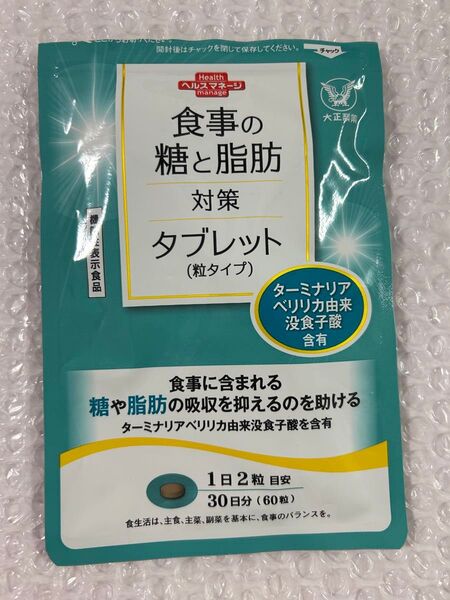 開封後はチャックを閉じて保存してください。
チャック
Health
ヘルスマネージ
manage
大正製薬
食事の
糖と脂肪
対策
タブレット
(粒タイプ)
機能性表示食品
ターミナリア
ベリリカ由来
没食子酸
含有
食事に含まれる
糖や脂肪の吸収を抑えるのを助ける
ターミナリアベリリカ由来没食子酸を含有
1日2粒 目安
30日分(60粒)
食生活は、主食、主菜、副菜を基本に、食事のバランスを。